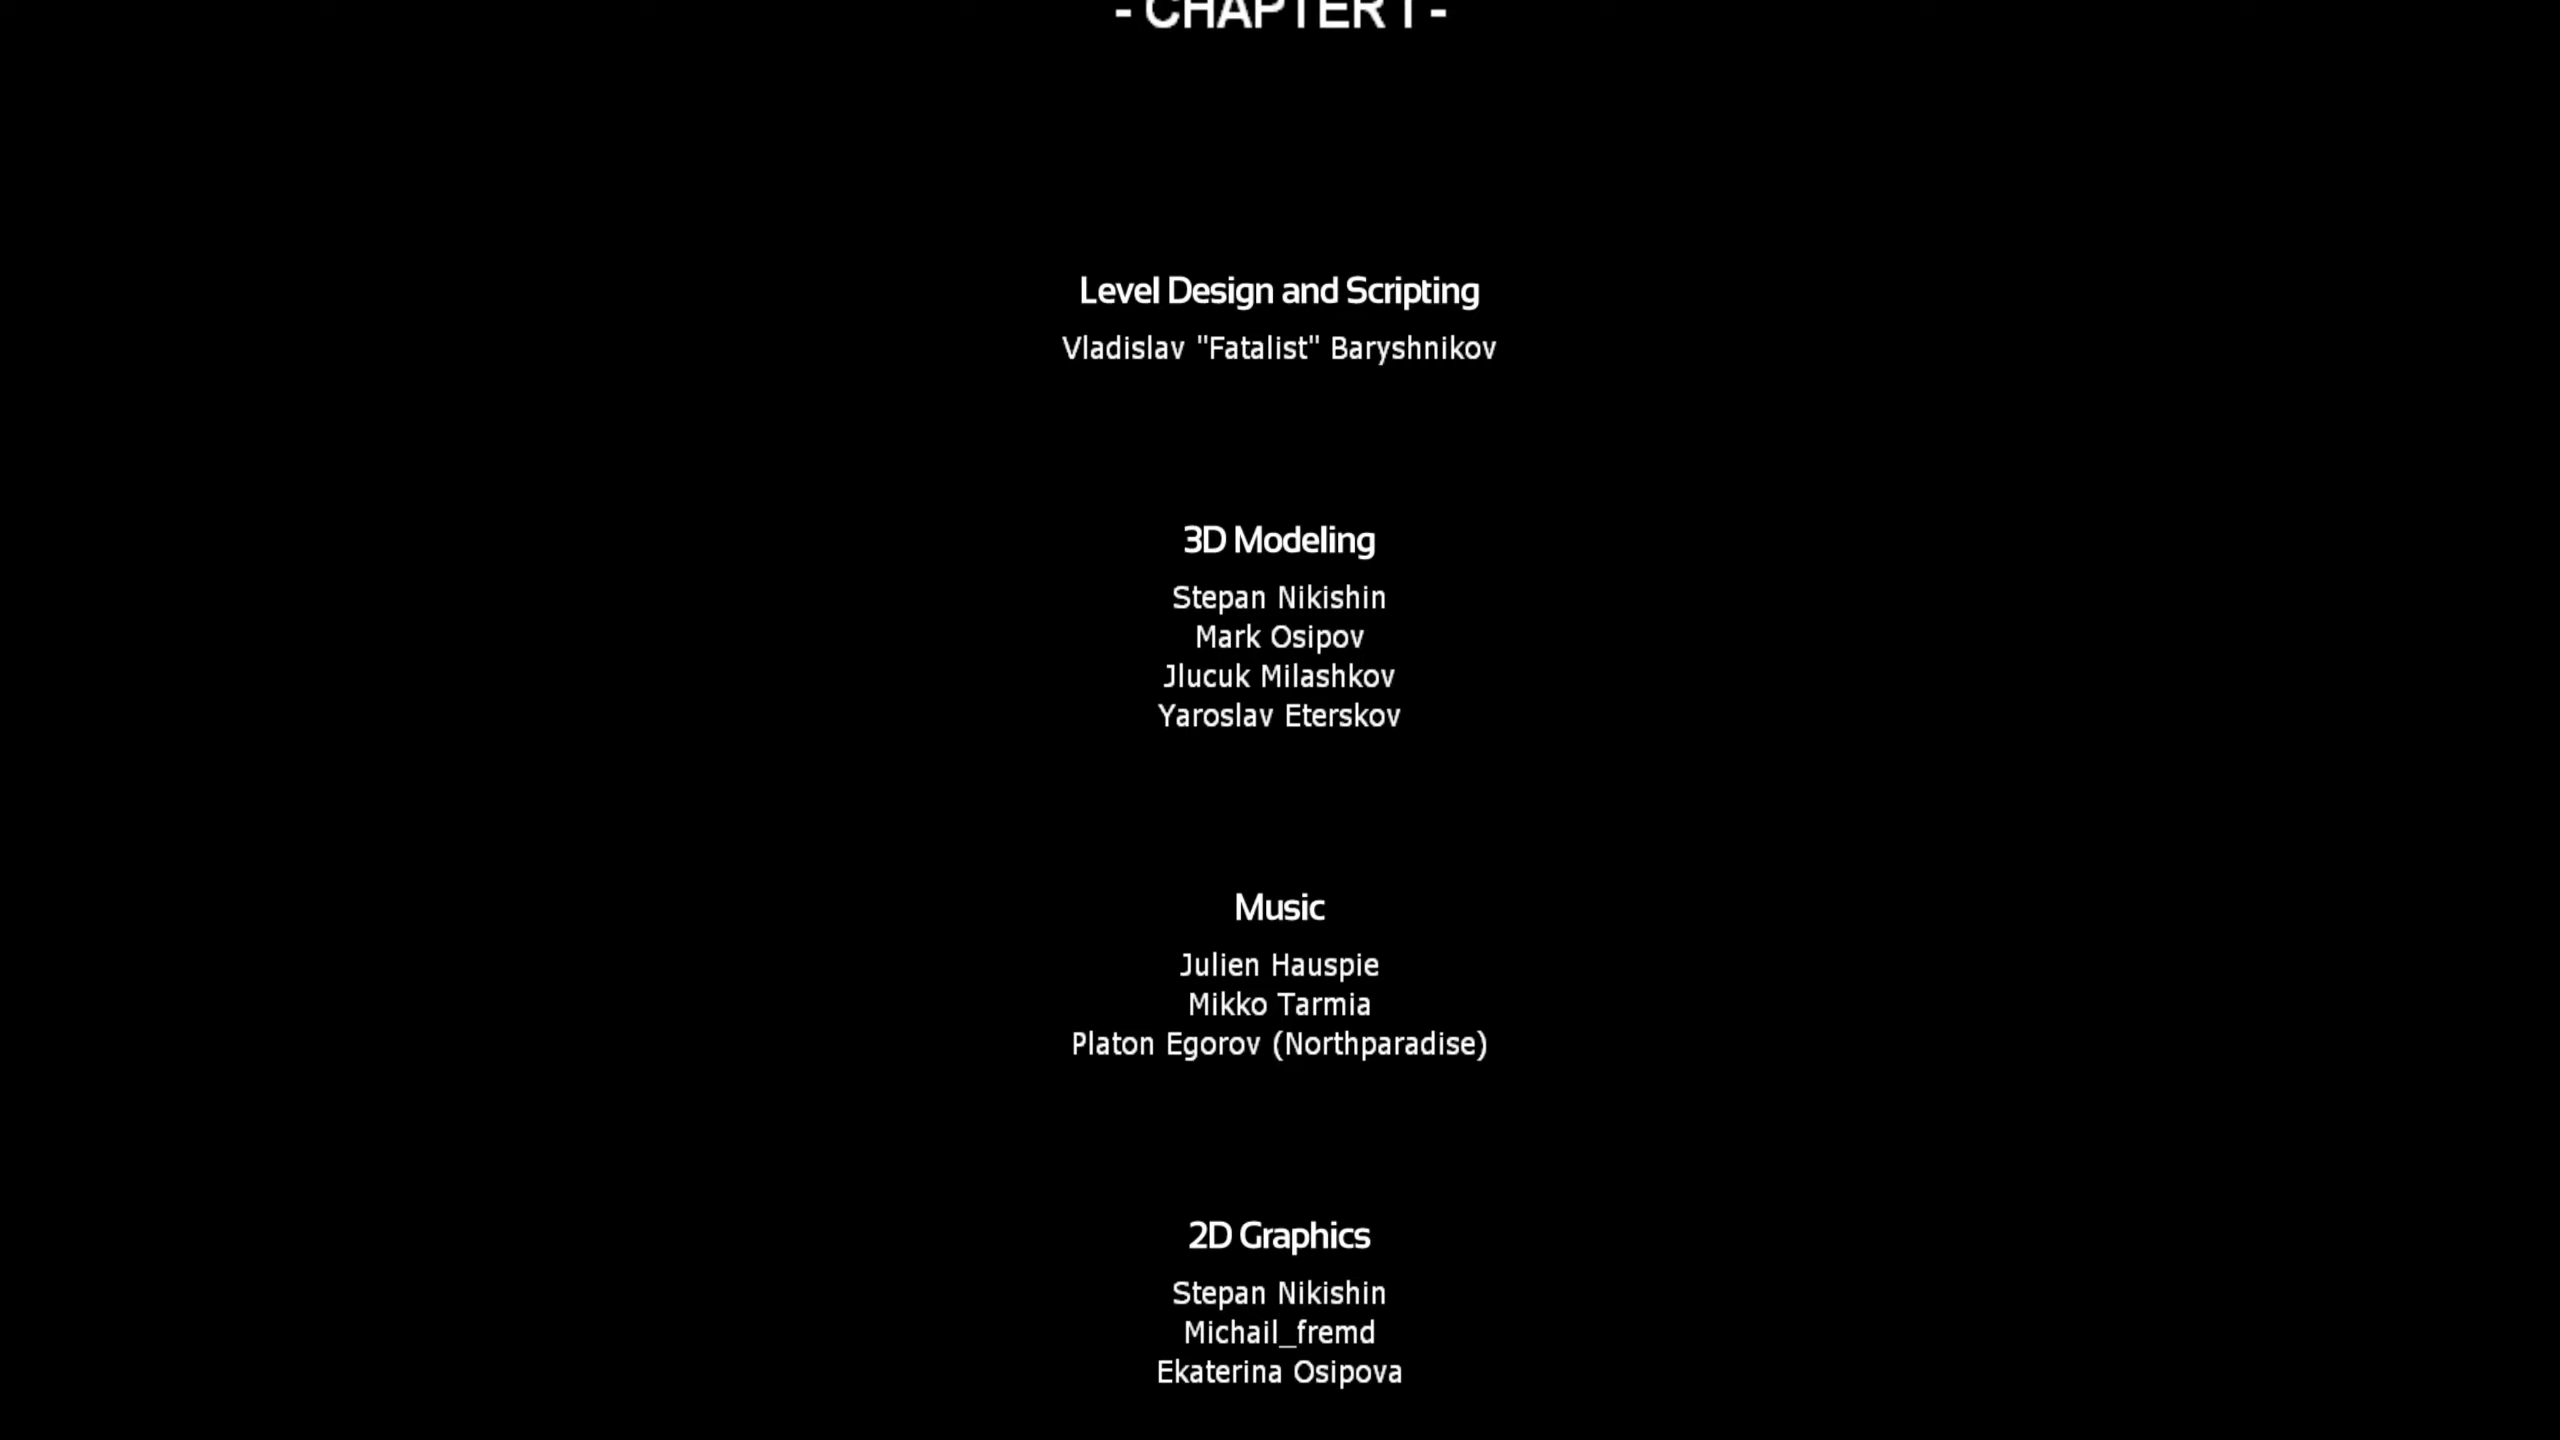 - CHAPTER I -
Level Design and Scripting
Vladislav "Fatalist" Baryshnikov
3D Modeling
Stepan Nikishin
Mark Osipov
Jlucuk Milashkov
Yaroslav Eterskov
Music
Julien Hauspie
Mikko Tarmia
Platon Egorov (Northparadise)
2D Graphics
Stepan Nikishin
Michail_fremd
Ekaterina Osipova